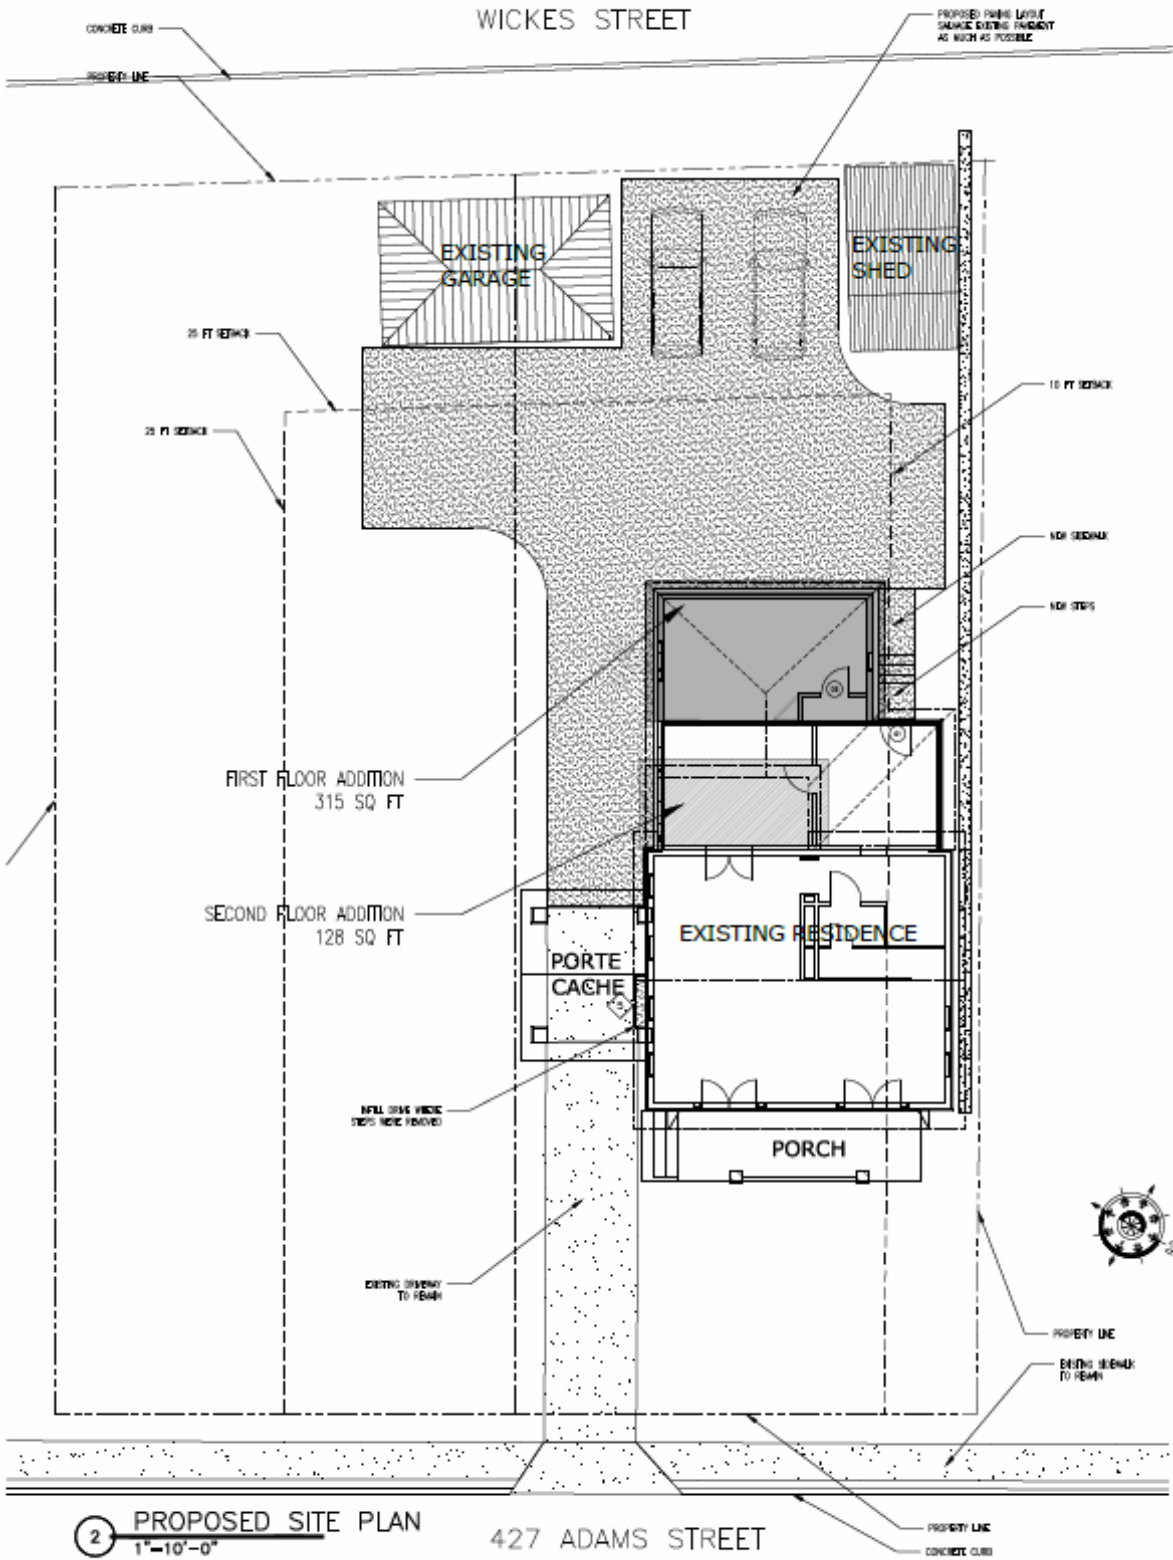 WICKES STREET
CONCRETE CURB
PROPERTY LINE
PROPOSED PAVING LAYOUT
SALVAGE EXISTING PAVEMENT
AS MUCH AS POSSIBLE
EXISTING
GARAGE
EXISTING
SHED
25 FT SETBACK
25 FT SETBACK
10 FT SETBACK
NEW SIDEWALK
NEW STEPS
FIRST FLOOR ADDITION
315 SQ FT
SECOND FLOOR ADDITION
128 SQ FT
EXISTING RESIDENCE
PORTE
CACHE
INFILL DRIVE WHERE
STEPS WERE REMOVED
PORCH
EXISTING DRIVEWAY
TO REMAIN
PROPERTY LINE
EXISTING SIDEWALK
TO REMAIN
2 PROPOSED SITE PLAN
1"=10'-0"
427 ADAMS STREET
PROPERTY LINE
CONCRETE CURB